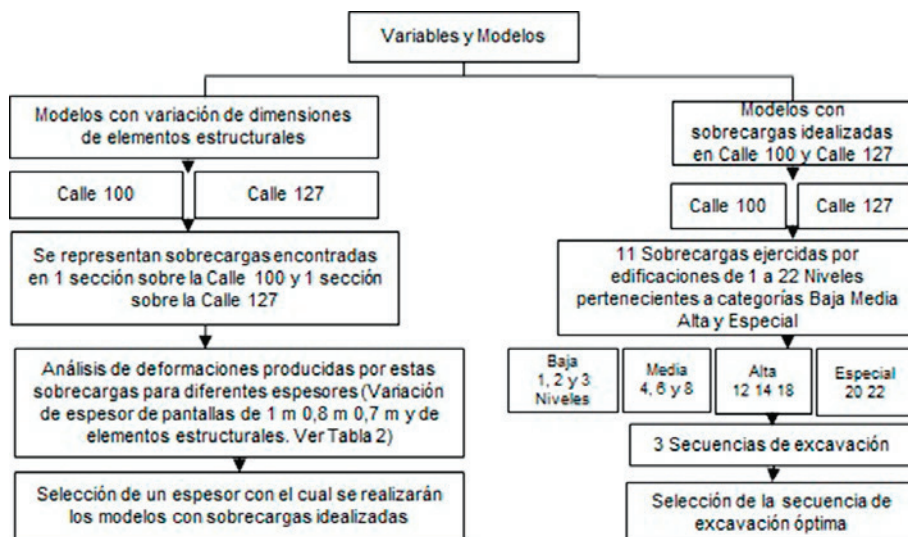 Variables y Modelos
Modelos con variación de dimensiones
de elementos estructurales
Calle 100
Calle 127
Se representan sobrecargas encontradas
en 1 sección sobre la Calle 100 y 1 sección
sobre la Calle 127
Análisis de deformaciones producidas por estas
sobrecargas para diferentes espesores (Variación
de espesor de pantallas de 1 m 0,8 m 0,7 m y de
elementos estructurales. Ver Tabla 2)
Selección de un espesor con el cual se realizarán
los modelos con sobrecargas idealizadas
Modelos con
sobrecargas idealizadas
en Calle 100 y Calle 127
Calle 100
Calle 127
11 Sobrecargas ejercidas por
edificaciones de 1 a 22 Niveles
pertenecientes a categorías Baja Media
Alta y Especial
Baja
1, 2 y 3
Niveles
Media
4, 6 y 8
Alta
12 14 18
Especial
20 22
3 Secuencias de excavación
Selección de la secuencia de
excavación óptima